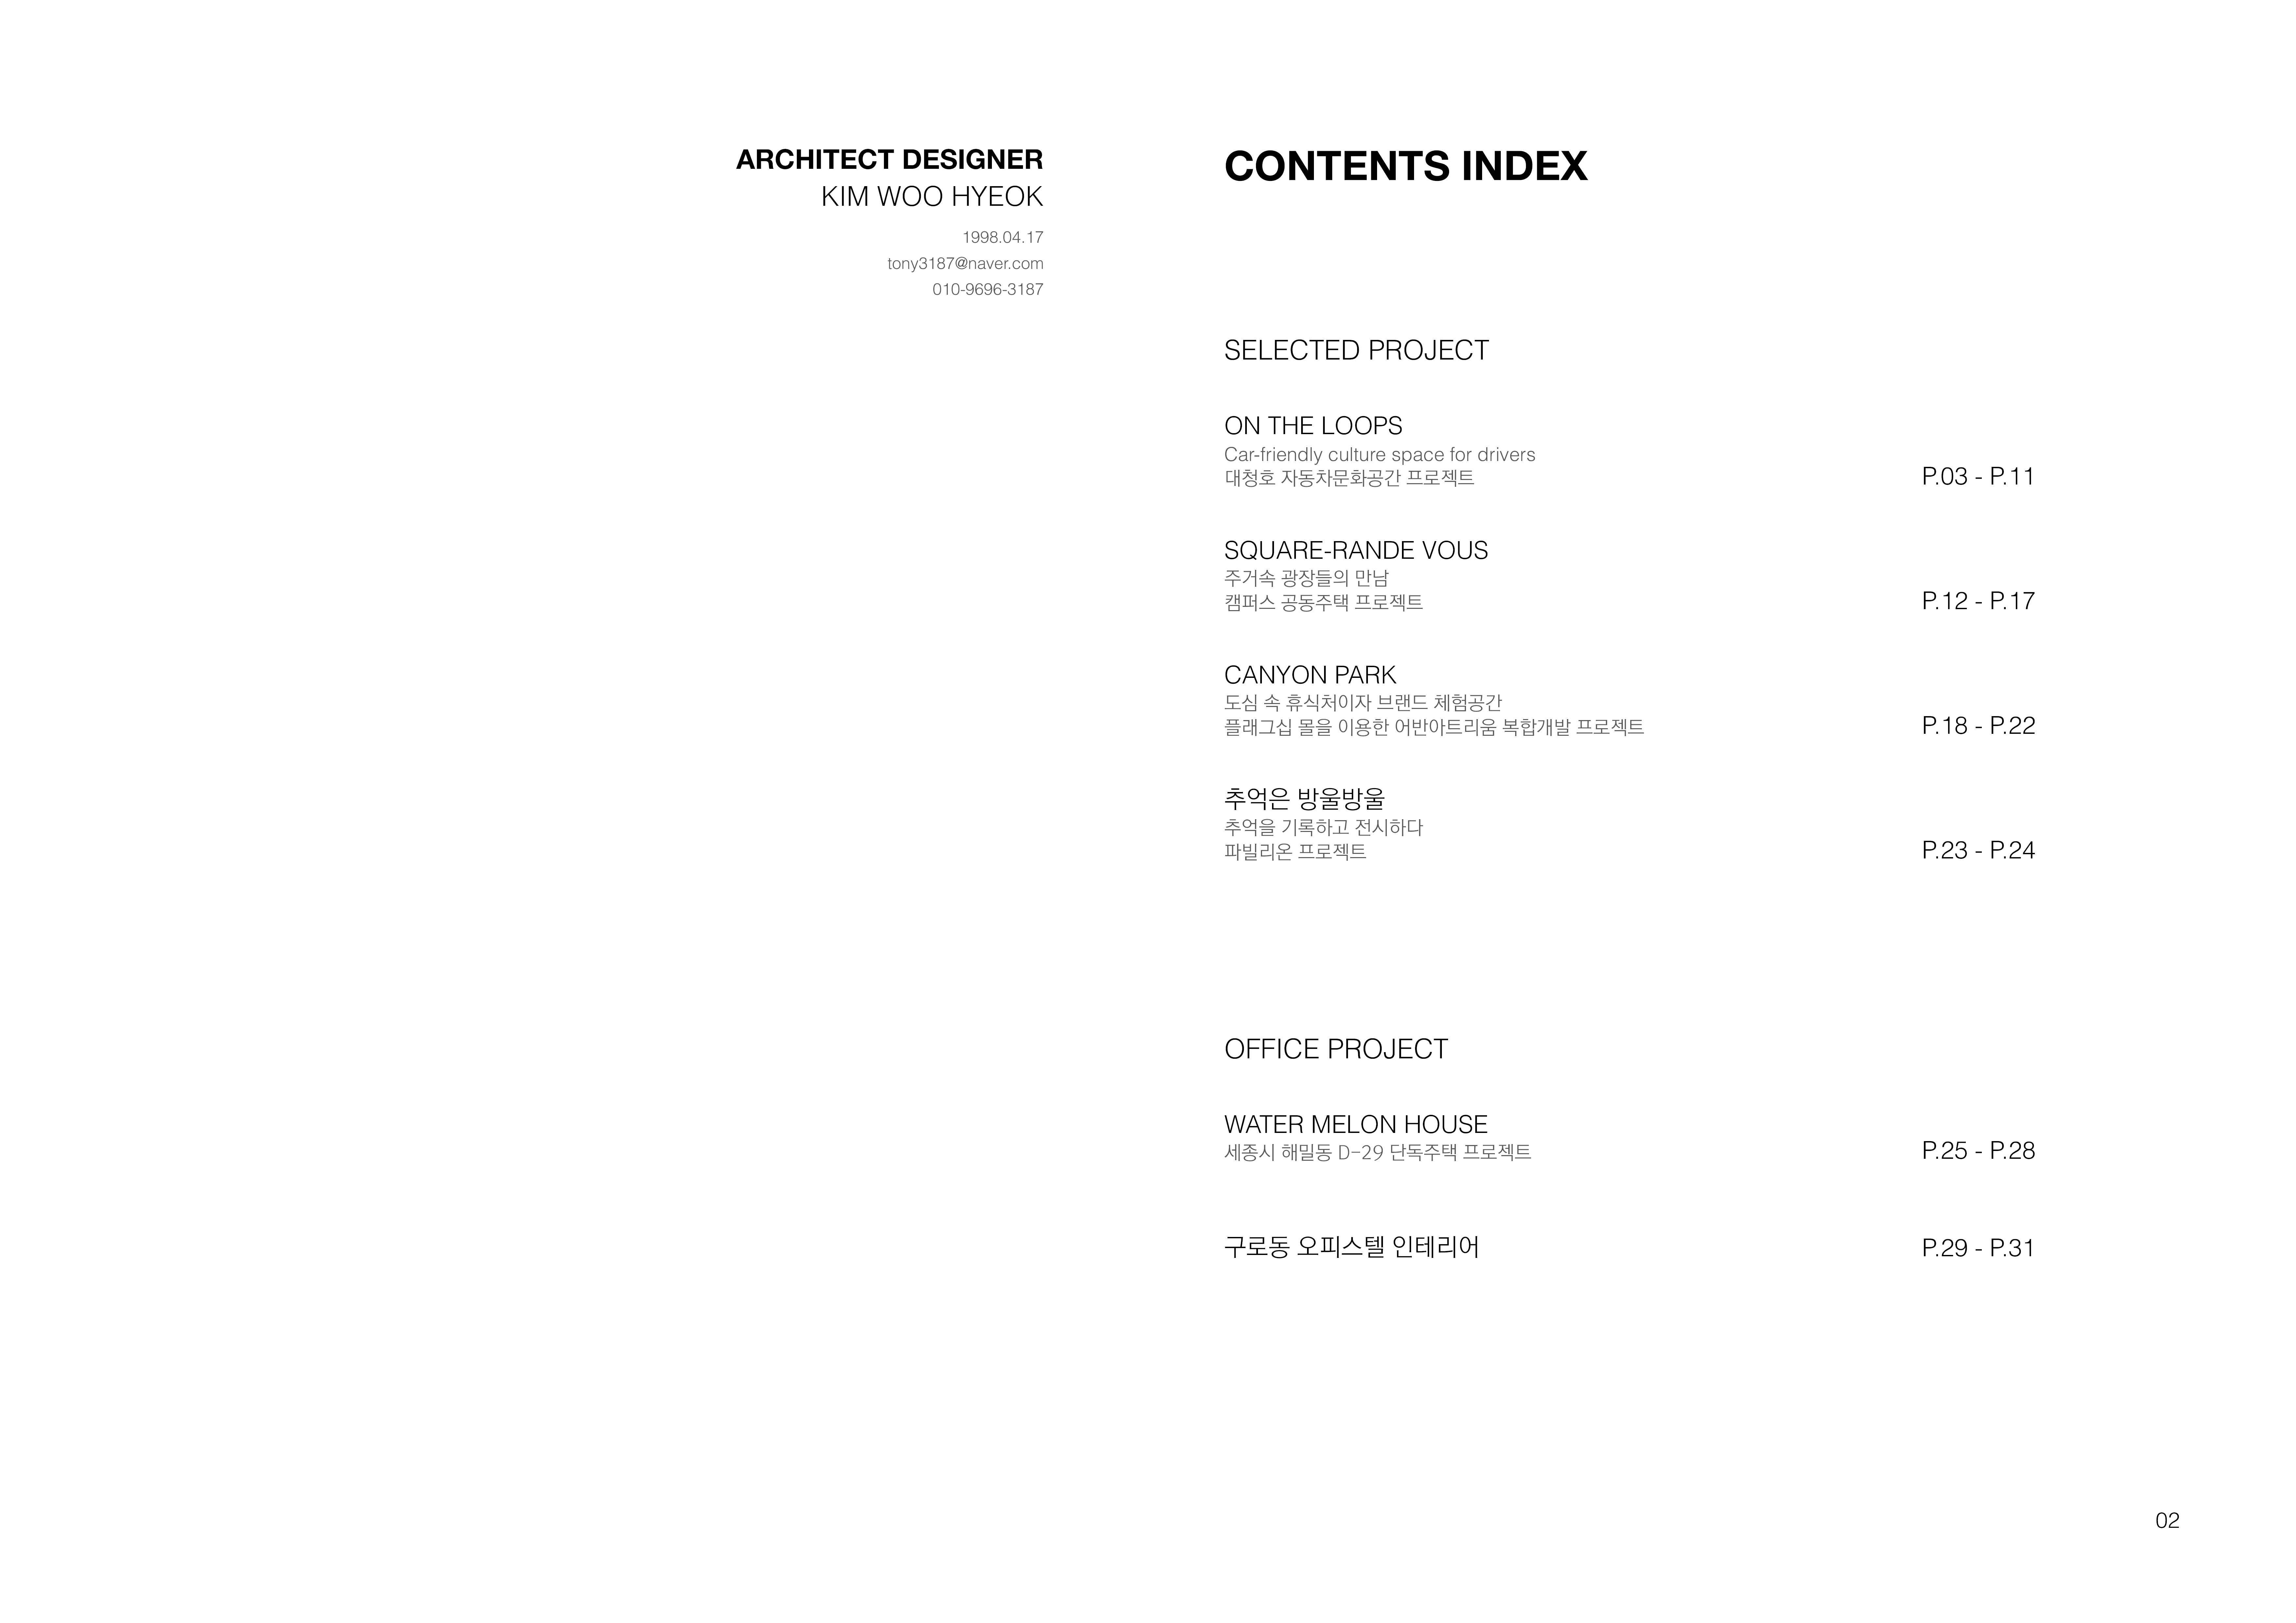 ARCHITECT DESIGNER
KIM WOO HYEOK
1998.04.17
tony3187@naver.com
010-9696-3187
CONTENTS INDEX
SELECTED PROJECT
ON THE LOOPS
Car-friendly culture space for drivers
대청호 자동차문화공간 프로젝트
P.03 - P.11
SQUARE-RANDE VOUS
주거속 광장들의 만남
캠퍼스 공동주택 프로젝트
P.12 - P.17
CANYON PARK
도심 속 휴식처이자 브랜드 체험공간
플래그십 몰을 이용한 어반아트리움 복합개발 프로젝트
P.18 - P.22
추억은 방울방울
추억을 기록하고 전시하다
파빌리온 프로젝트
P.23 - P.24
OFFICE PROJECT
WATER MELON HOUSE
세종시 해밀동 D-29 단독주택 프로젝트
P.25 - P.28
구로동 오피스텔 인테리어
P.29 - P.31
02